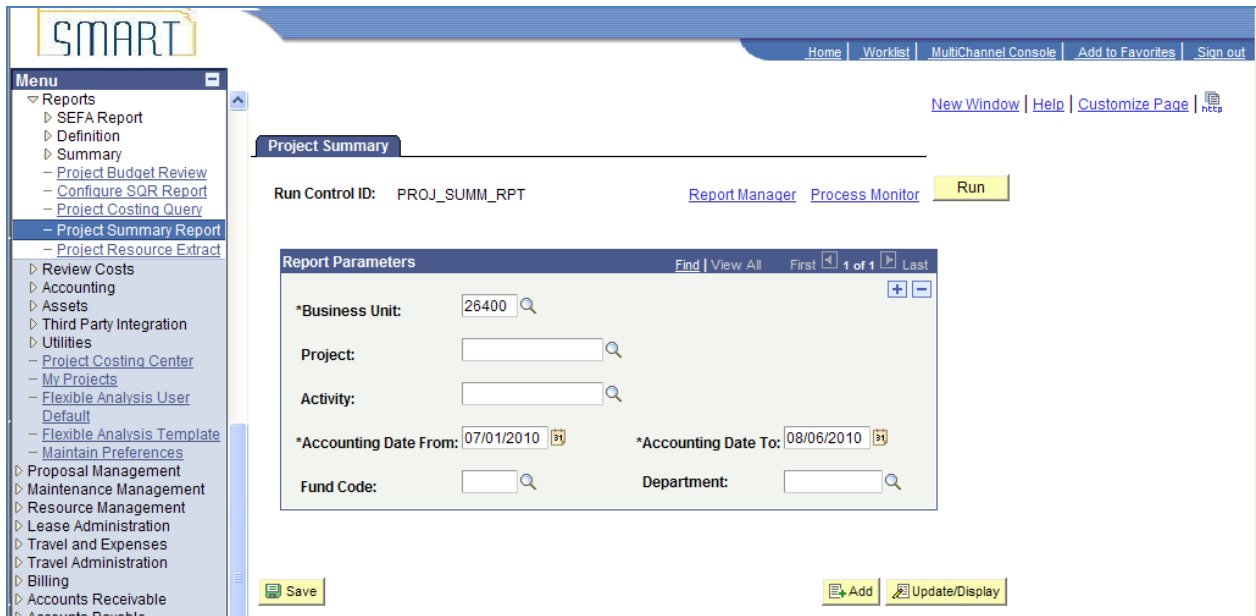 SMART
Home | Worklist | MultiChannel Console | Add to Favorites | Sign out
New Window | Help | Customize Page | http
Menu
Reports
SEFA Report
Definition
Summary
Project Budget Review
Configure SQR Report
Project Costing Query
Project Summary Report
Project Resource Extract
Review Costs
Accounting
Assets
Third Party Integration
Utilities
Project Costing Center
My Projects
Flexible Analysis User
Default
Flexible Analysis Template
Maintain Preferences
Proposal Management
Maintenance Management
Resource Management
Lease Administration
Travel and Expenses
Travel Administration
Billing
Accounts Receivable
Accounts Payable
Project Summary
Run Control ID: PROJ_SUMM_RPT Report Manager Process Monitor Run
Report Parameters Find | View All First 1 of 1 Last
*Business Unit: 26400
Project:
Activity:
*Accounting Date From: 07/01/2010 *Accounting Date To: 08/06/2010
Fund Code: Department:
Save Add Update/Display